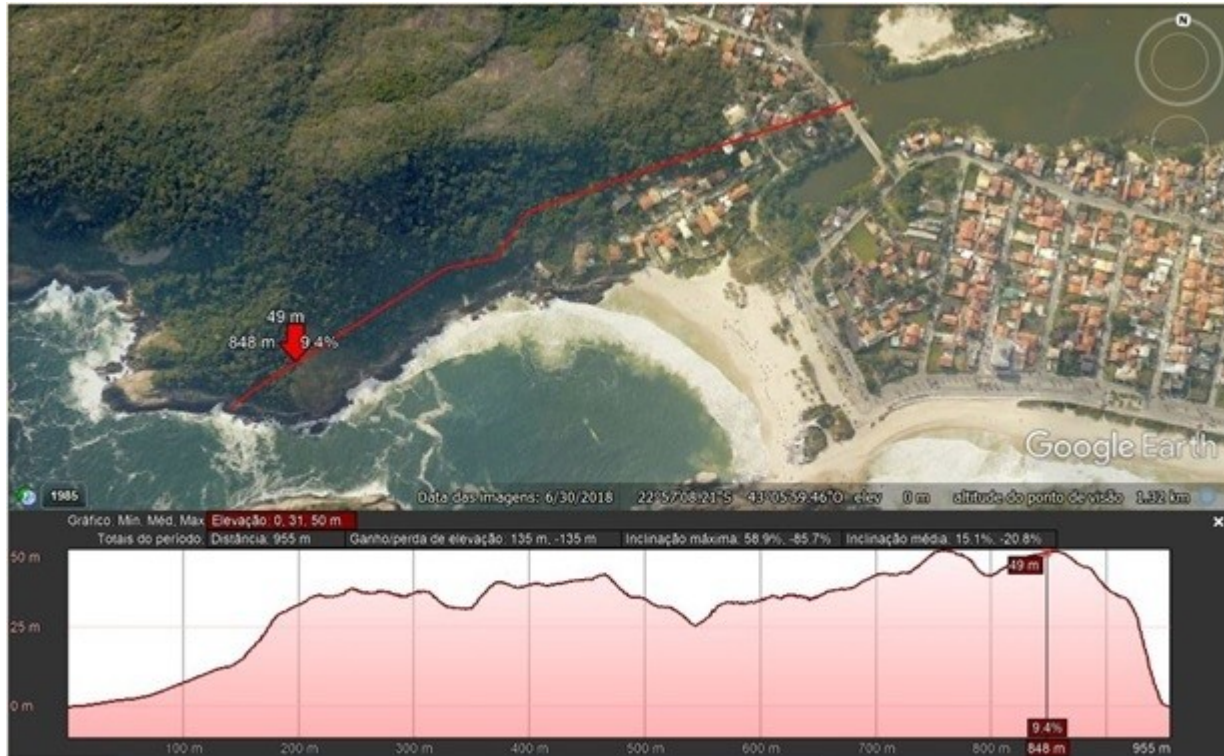 N
49 m
848 m 9.4%
Google Earth
1985
Data das imagens: 6/30/2018 22°57'08.21"S 43°05'59.46"O elev 0 m altitude do ponto de visão 1.32 km
Gráfico: Mín. Méd, Max Elevação: 0, 31, 50 m
Totais do período Distância: 955 m Ganho/perda de elevação: 135 m, -135 m Inclinação máxima: 58.9%, -85.7% Inclinação média: 15.1%, -20.8%
50 m
49 m
25 m
0 m
9.4%
100 m 200 m 300 m 400 m 500 m 600 m 700 m 800 m 848 m 955 m